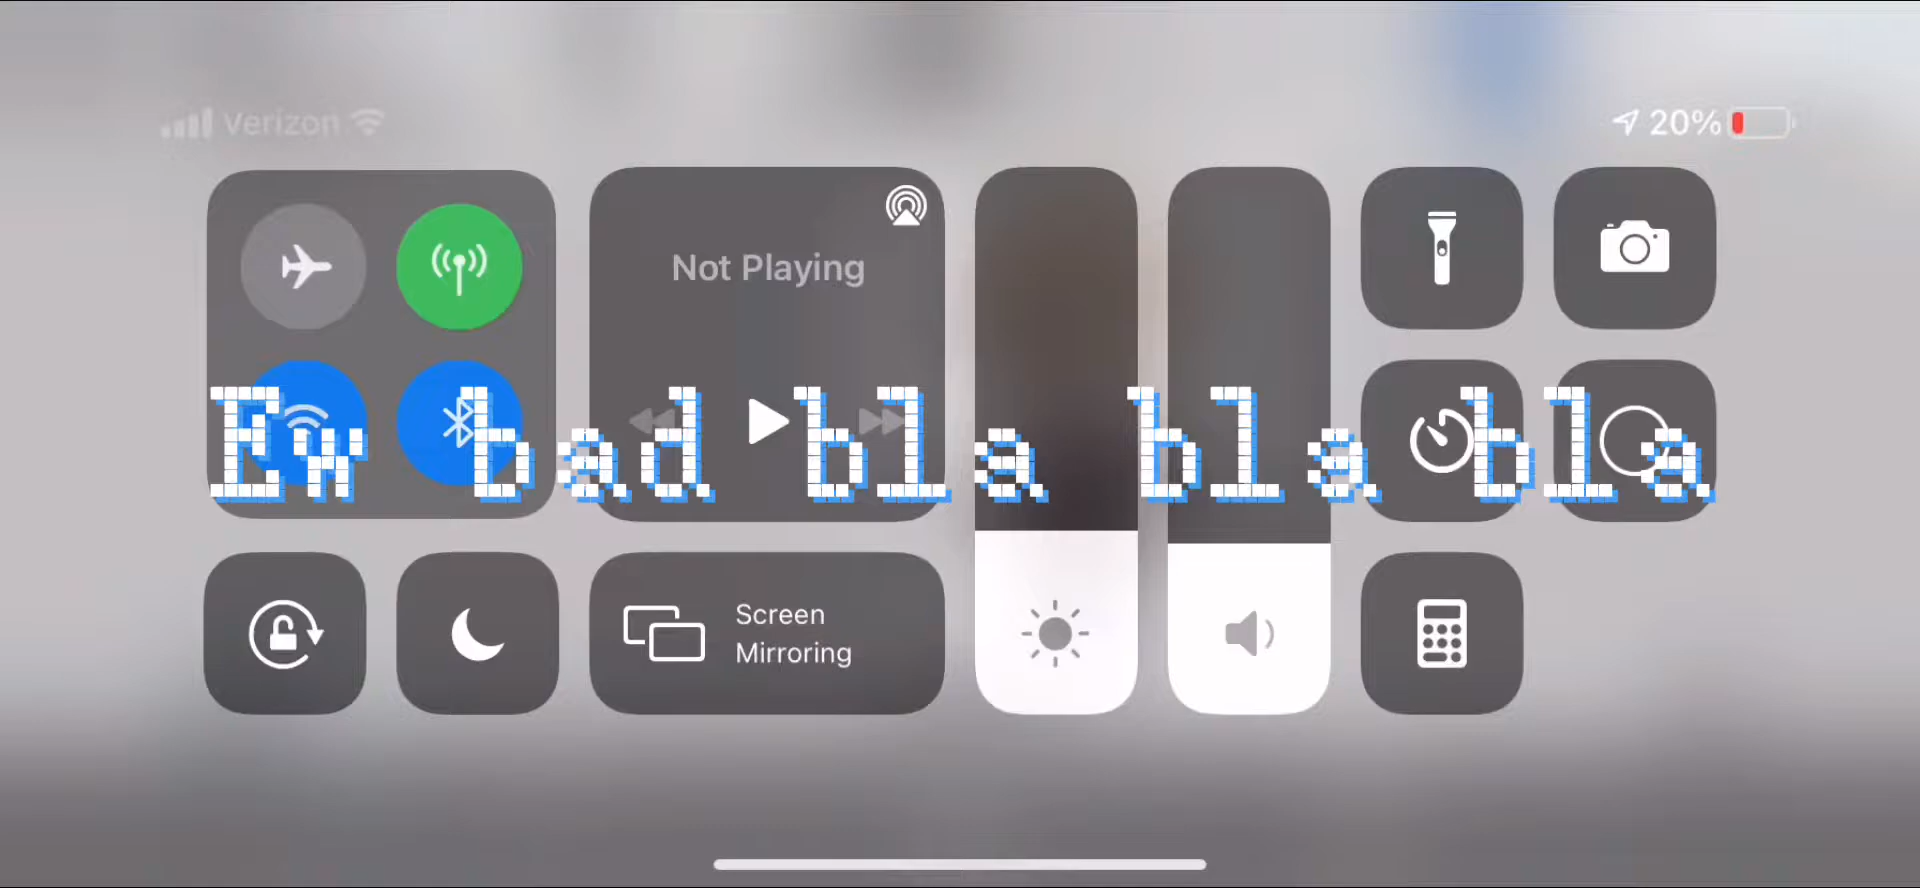 Verizon
20%
Not Playing
Ew bad bla bla bla
Screen
Mirroring